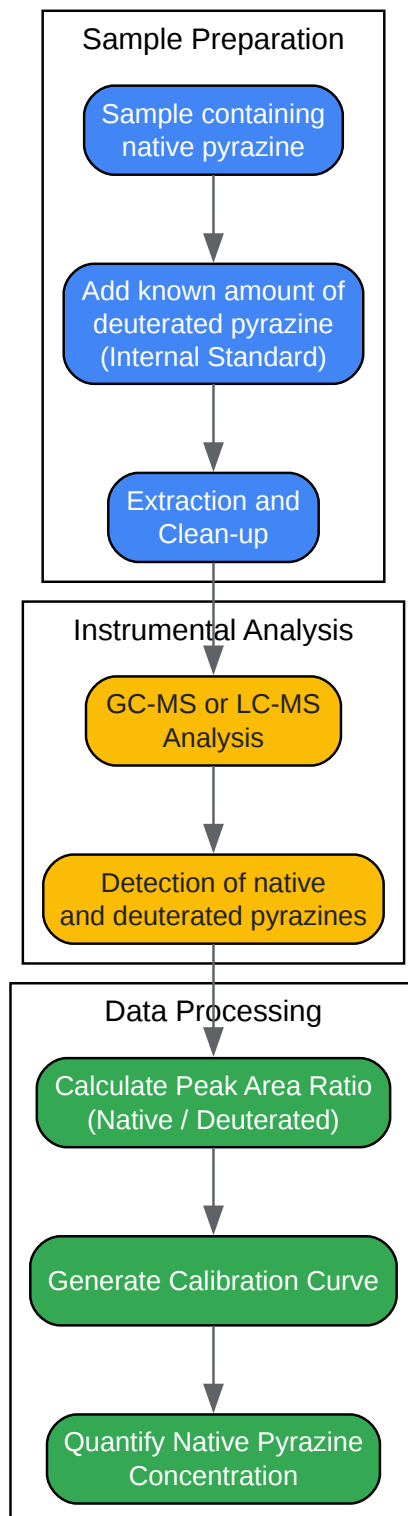 Sample Preparation
Sample containing
native pyrazine
Add known amount of
deuterated pyrazine
(Internal Standard)
Extraction and
Clean-up
Instrumental Analysis
GC-MS or LC-MS
Analysis
Detection of native
and deuterated pyrazines
Data Processing
Calculate Peak Area Ratio
(Native / Deuterated)
Generate Calibration Curve
Quantify Native Pyrazine
Concentration